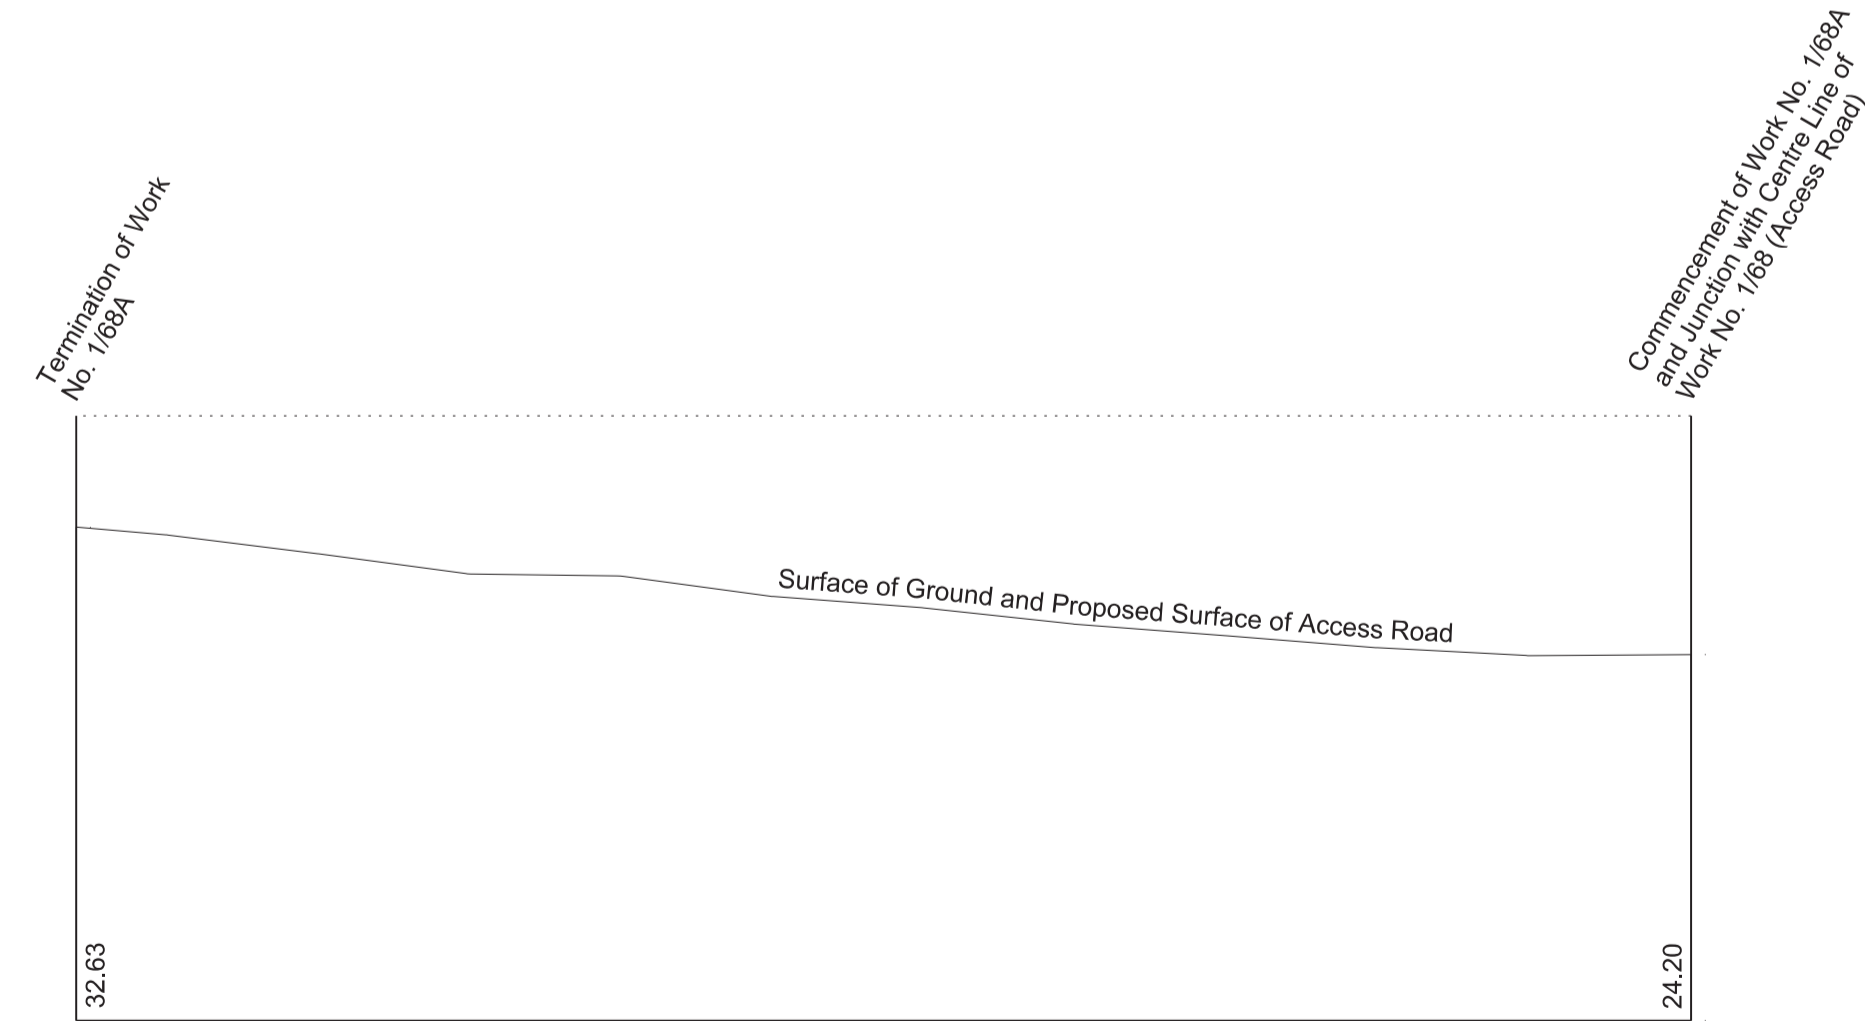 Termination of Work
No. 1/68A
Commencement of Work No. 1/68A
and Junction with Centre Line of
Work No. 1/68 (Access Road)
Surface of Ground and Proposed Surface of Access Road
32.63
24.20